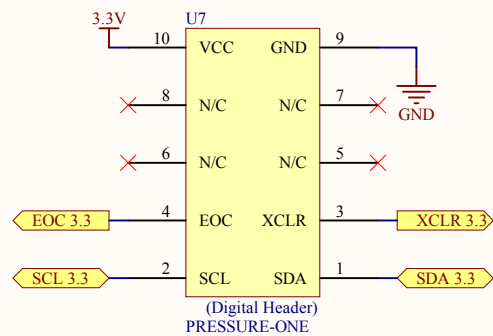 3.3V
U7
10 VCC GND 9
8 N/C N/C 7
GND
6 N/C N/C 5
EOC 3.3 4 EOC XCLR 3 XCLR 3.3
SCL 3.3 2 SCL SDA 1 SDA 3.3
(Digital Header)
PRESSURE-ONE